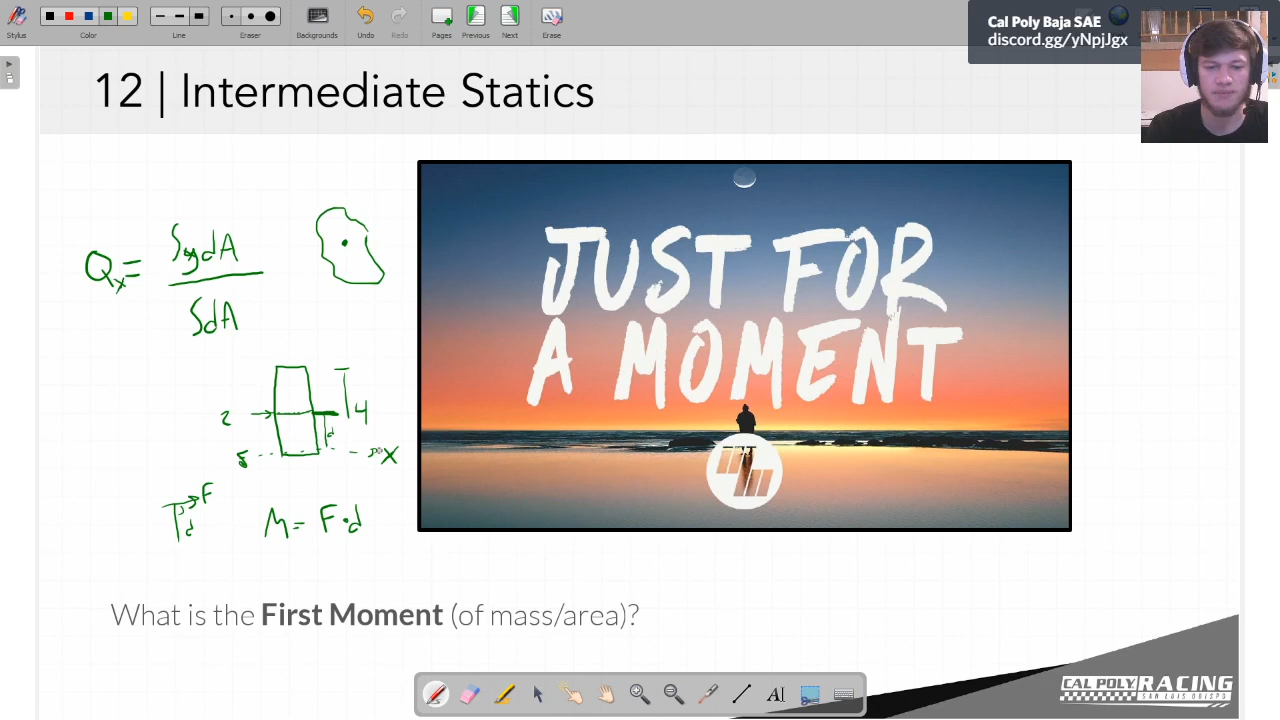 Stylus
Color
Line
Eraser
Backgrounds
Undo
Redo
Pages
Previous
Next
Erase
Cal Poly Baja SAE
discord.gg/yNpjJgx
12 | Intermediate Statics
Qx = ∫ydA
∫dA
JUST FOR
A MOMENT
4
2
d
x
F
d
M = F·d
What is the First Moment (of mass/area)?
CAL POLY RACING
SAN LUIS OBISPO